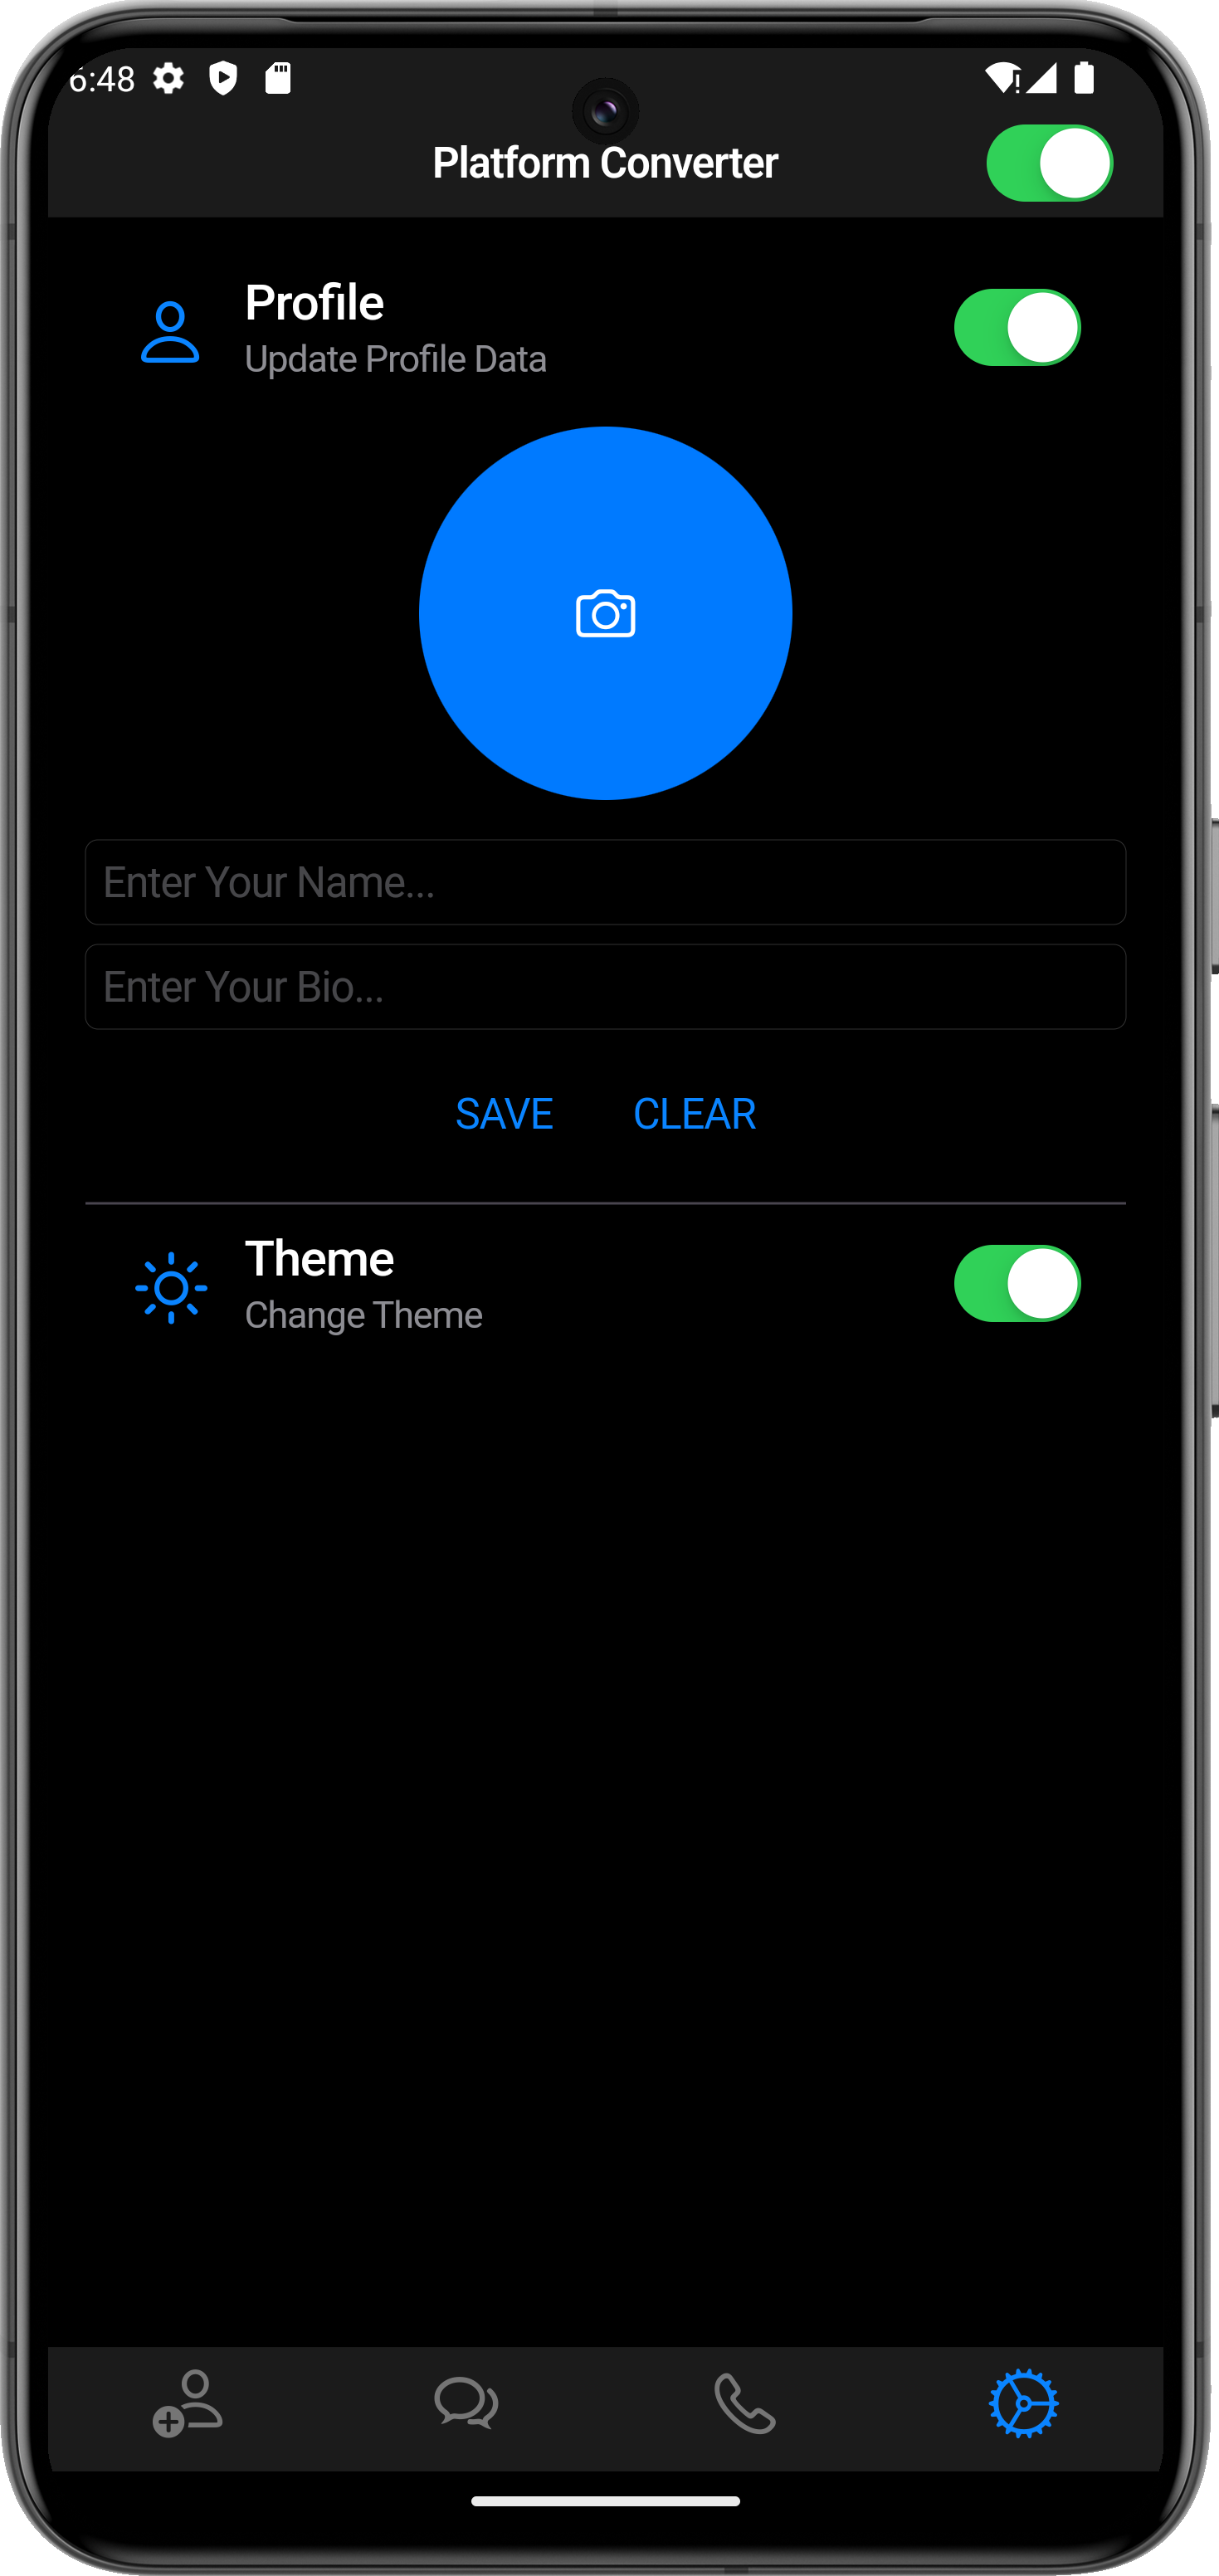 6:48
Platform Converter
Profile
Update Profile Data
Enter Your Name...
Enter Your Bio...
SAVE CLEAR
Theme
Change Theme